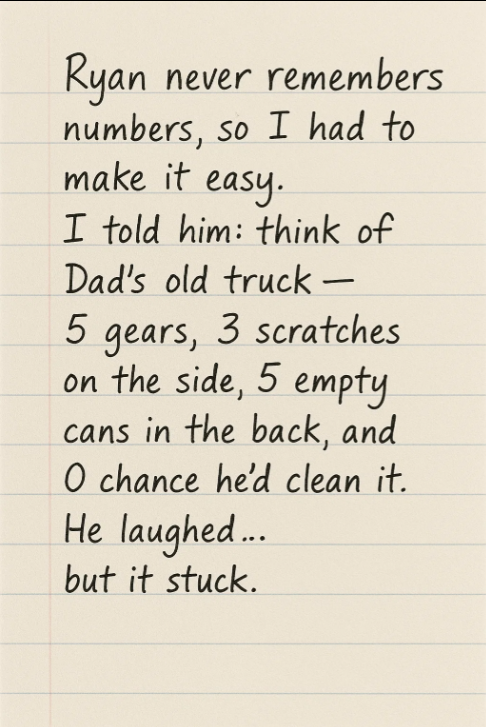 Ryan never remembers
numbers, so I had to
make it easy.
I told him: think of
Dad's old truck —
5 gears, 3 scratches
on the side, 5 empty
cans in the back, and
0 chance he'd clean it.
He laughed...
but it stuck.